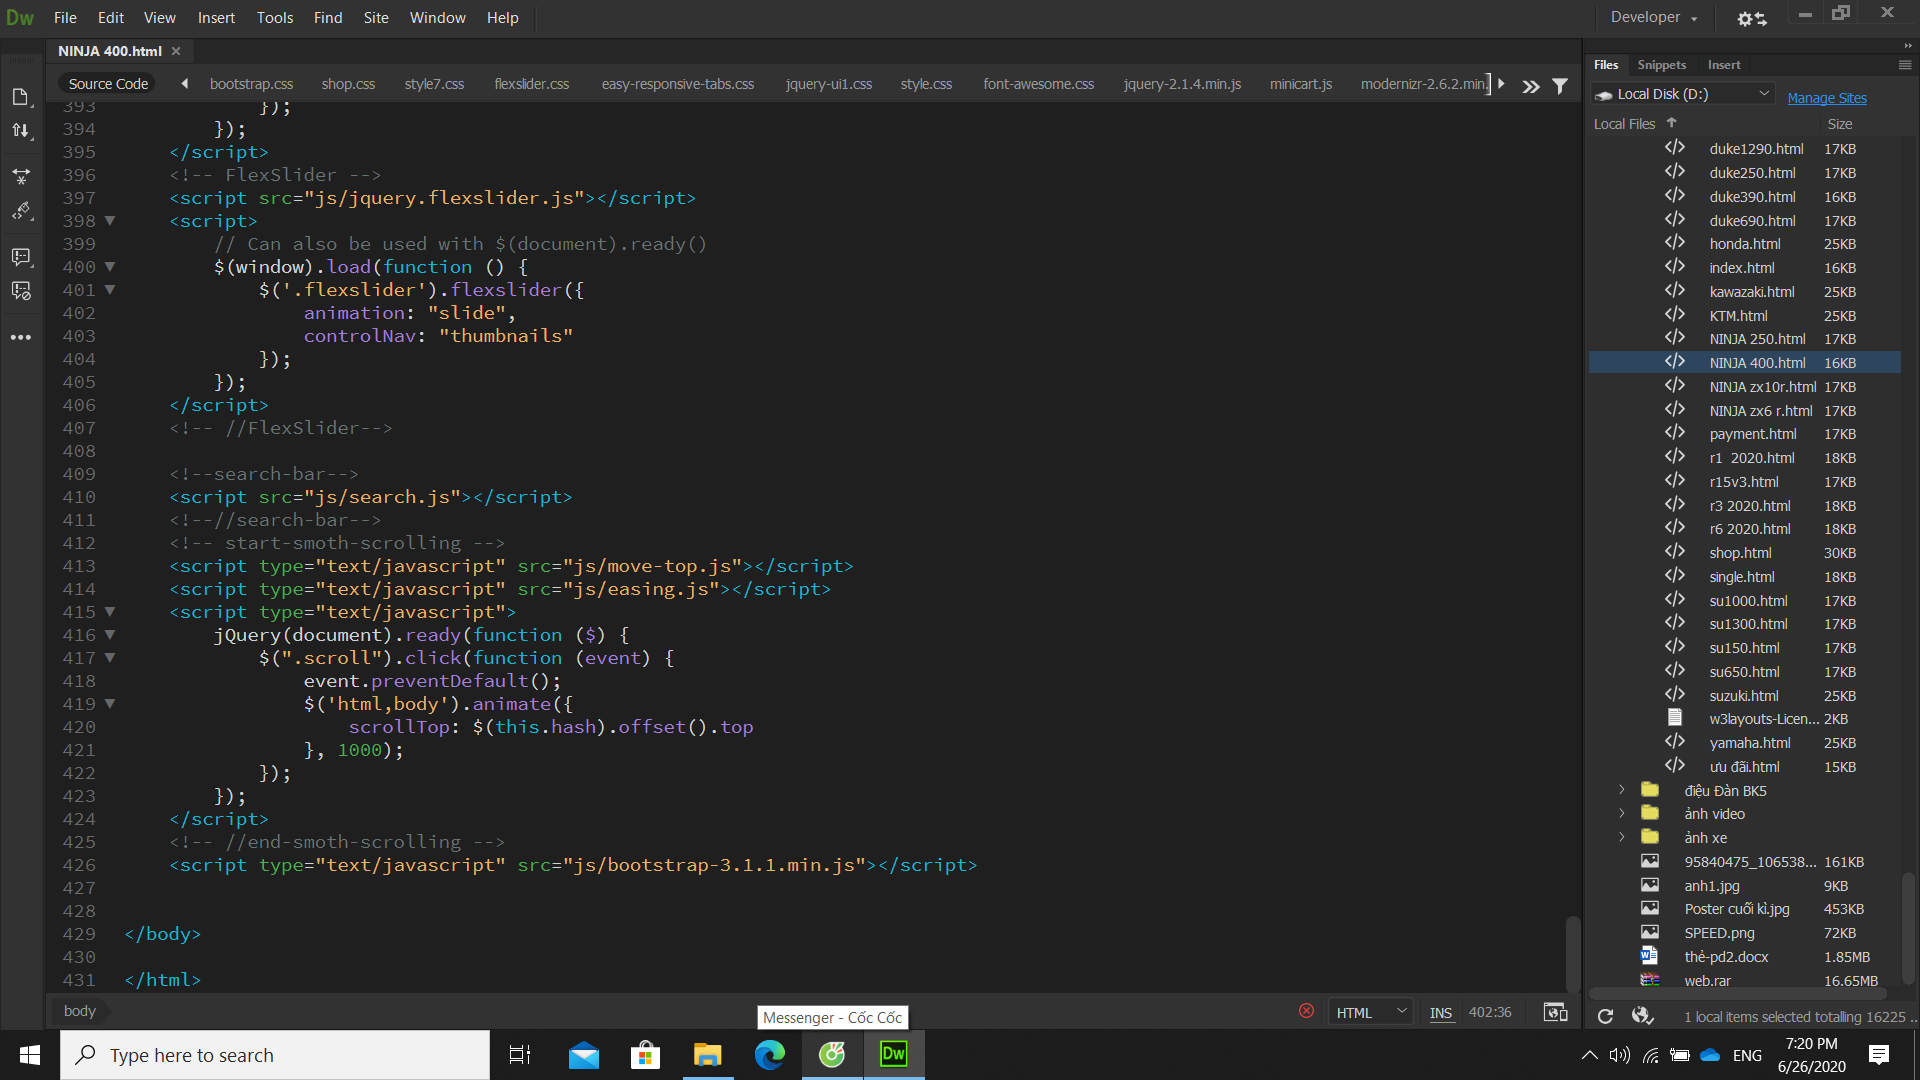 Dw File Edit View Insert Tools Find Site Window Help
Developer
NINJA 400.html
Source Code bootstrap.css shop.css style7.css flexslider.css easy-responsive-tabs.css jquery-ui1.css style.css font-awesome.css jquery-2.1.4.min.js minicart.js modernizr-2.6.2.min.
393 });
394 });
395 </script>
396 <!-- FlexSlider -->
397 <script src="js/jquery.flexslider.js"></script>
398 <script>
399 // Can also be used with $(document).ready()
400 $(window).load(function () {
401 $('.flexslider').flexslider({
402 animation: "slide",
403 controlNav: "thumbnails"
404 });
405 });
406 </script>
407 <!-- //FlexSlider-->
408
409 <!--search-bar-->
410 <script src="js/search.js"></script>
411 <!--//search-bar-->
412 <!-- start-smoth-scrolling -->
413 <script type="text/javascript" src="js/move-top.js"></script>
414 <script type="text/javascript" src="js/easing.js"></script>
415 <script type="text/javascript">
416 jQuery(document).ready(function ($) {
417 $(".scroll").click(function (event) {
418 event.preventDefault();
419 $('html,body').animate({
420 scrollTop: $(this.hash).offset().top
421 }, 1000);
422 });
423 });
424 </script>
425 <!-- //end-smoth-scrolling -->
426 <script type="text/javascript" src="js/bootstrap-3.1.1.min.js"></script>
427
428
429 </body>
430
431 </html>
body
Messenger - Cốc Cốc
HTML INS 402:36
Files Snippets Insert
Local Disk (D:) Manage Sites
Local Files Size
duke1290.html 17KB
duke250.html 17KB
duke390.html 16KB
duke690.html 17KB
honda.html 25KB
index.html 16KB
kawazaki.html 25KB
KTM.html 25KB
NINJA 250.html 17KB
NINJA 400.html 16KB
NINJA zx10r.html 17KB
NINJA zx6 r.html 17KB
payment.html 17KB
r1 2020.html 18KB
r15v3.html 17KB
r3 2020.html 18KB
r6 2020.html 18KB
shop.html 30KB
single.html 18KB
su1000.html 17KB
su1300.html 17KB
su150.html 17KB
su650.html 17KB
suzuki.html 25KB
w3layouts-Licen... 2KB
yamaha.html 25KB
ưu đãi.html 15KB
điệu Đàn BK5
ảnh video
ảnh xe
95840475_106538... 161KB
anh1.jpg 9KB
Poster cuối kì.jpg 453KB
SPEED.png 72KB
thẻ-pd2.docx 1.85MB
web.rar 16.65MB
1 local items selected totalling 16225 ..
Type here to search
Dw
ENG
7:20 PM
6/26/2020